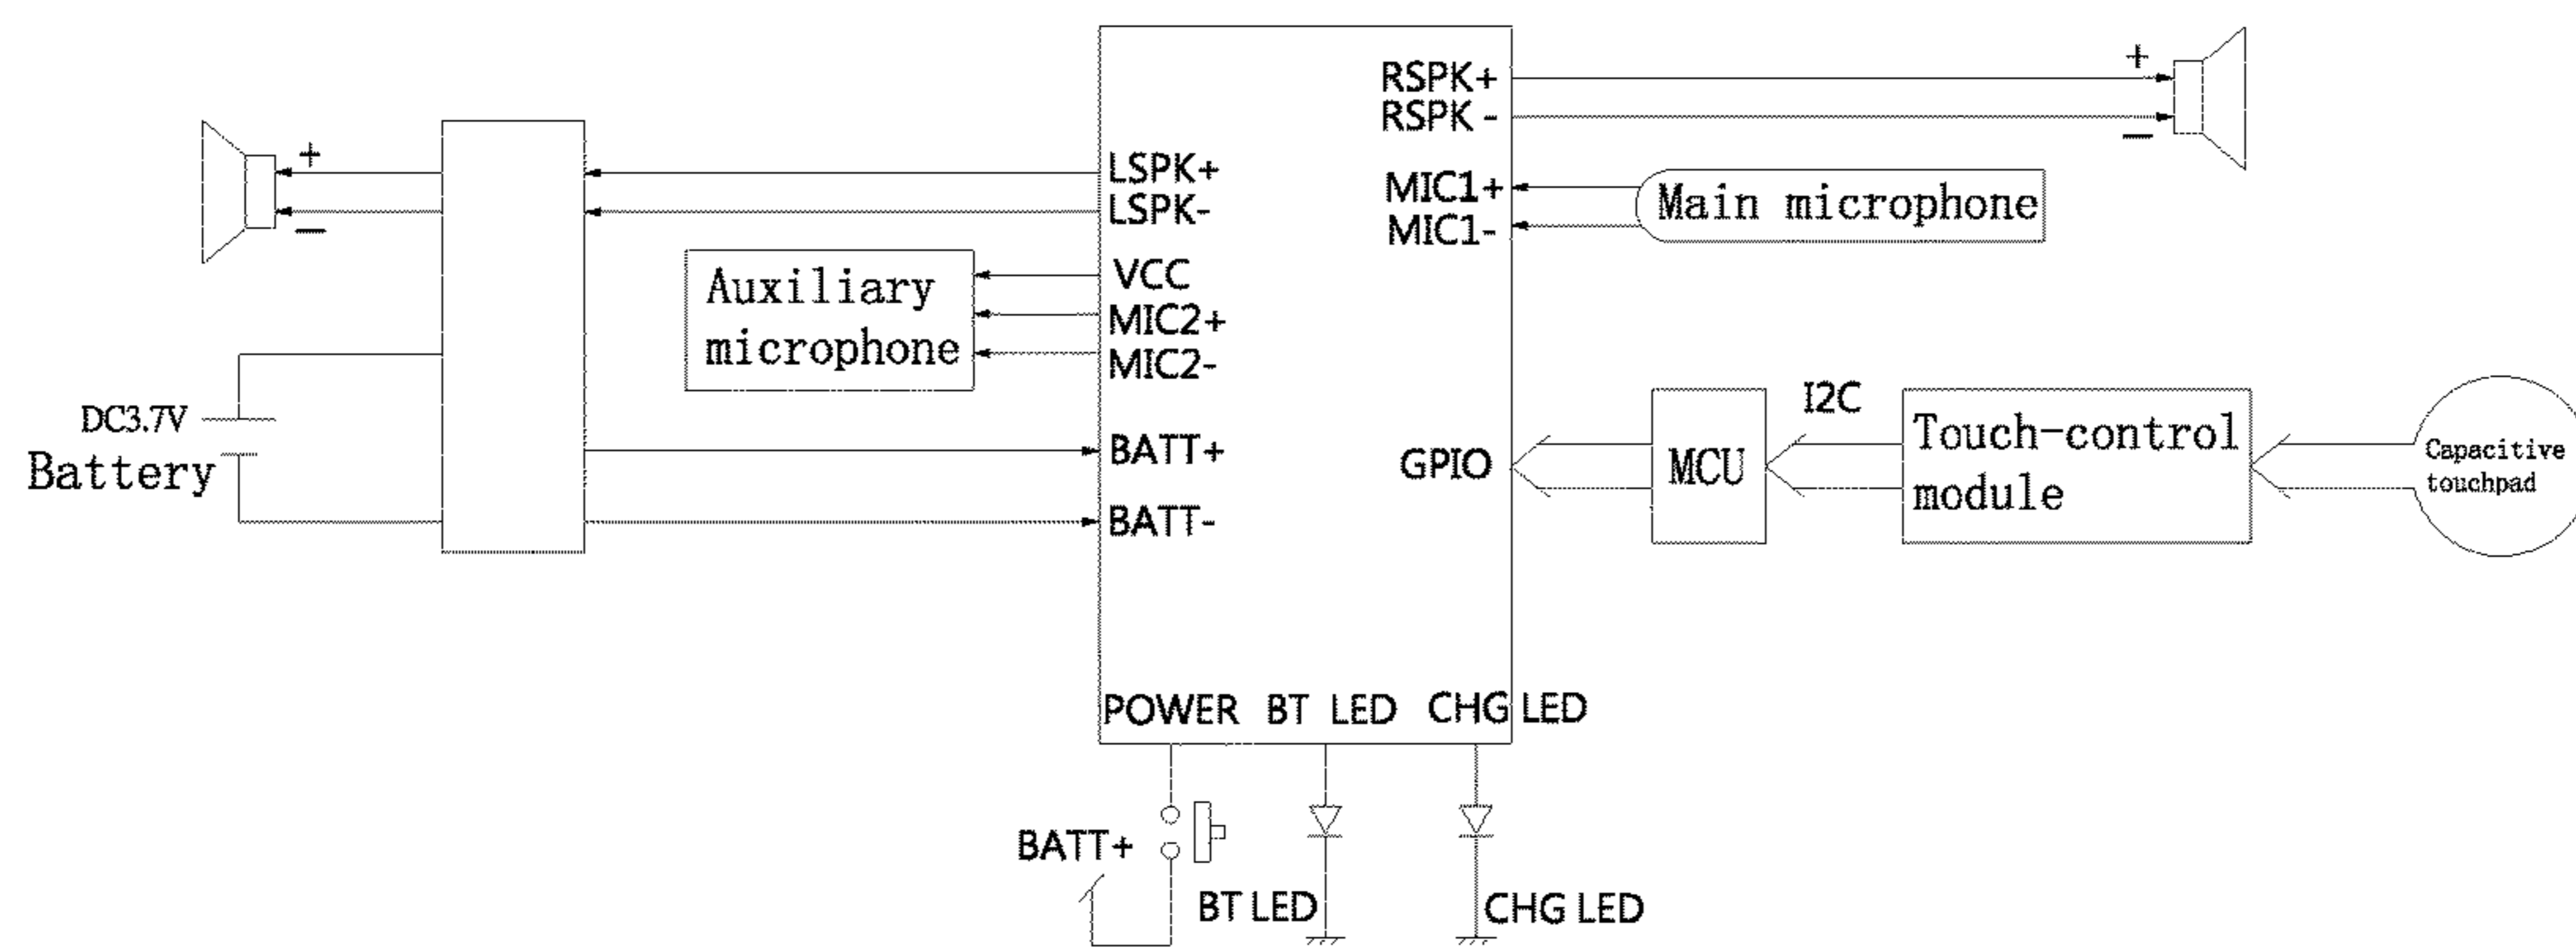 RSPK+
+
RSPK -
−
+
LSPK+
MIC1+
Main microphone
LSPK-
MIC1-
−
Auxiliary
microphone
VCC
MIC2+
MIC2-
DC3.7V
Battery
BATT+
BATT-
GPIO
MCU
I2C
Touch-control
module
Capacitive
touchpad
POWER BT LED CHG LED
BATT+
BT LED
CHG LED